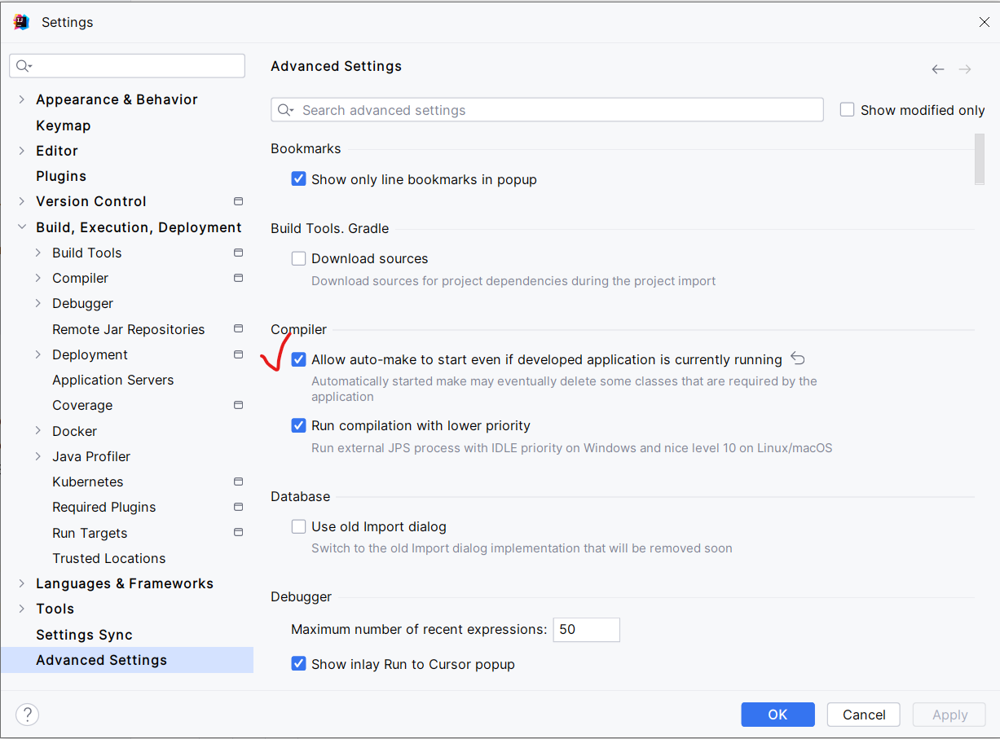 Settings
Advanced Settings
Search advanced settings
Show modified only
Appearance & Behavior
Keymap
Editor
Plugins
Version Control
Build, Execution, Deployment
Build Tools
Compiler
Debugger
Remote Jar Repositories
Deployment
Application Servers
Coverage
Docker
Java Profiler
Kubernetes
Required Plugins
Run Targets
Trusted Locations
Languages & Frameworks
Tools
Settings Sync
Advanced Settings
Bookmarks
Show only line bookmarks in popup
Build Tools. Gradle
Download sources
Download sources for project dependencies during the project import
Compiler
Allow auto-make to start even if developed application is currently running
Automatically started make may eventually delete some classes that are required by the
application
Run compilation with lower priority
Run external JPS process with IDLE priority on Windows and nice level 10 on Linux/macOS
Database
Use old Import dialog
Switch to the old Import dialog implementation that will be removed soon
Debugger
Maximum number of recent expressions: 50
Show inlay Run to Cursor popup
?
OK
Cancel
Apply